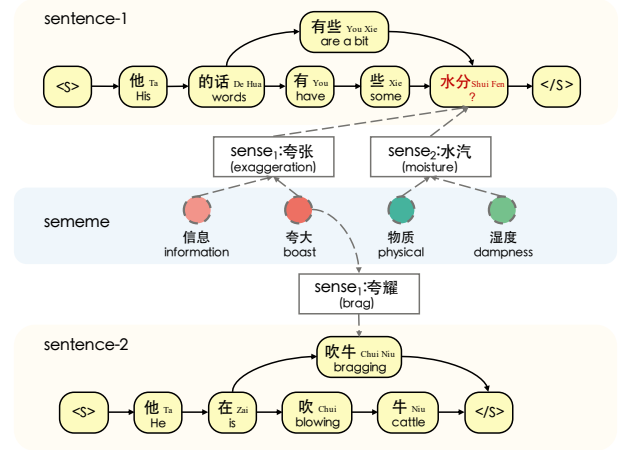 sentence-1
有些 You Xie
are a bit
<S>
他 Ta
His
的话 De Hua
words
有 You
have
些 Xie
some
水分 Shui Fen
?
</S>
sense₁:夸张
(exaggeration)
sense₂:水汽
(moisture)
sememe
信息
information
夸大
boast
物质
physical
湿度
dampness
sense₁:夸耀
(brag)
sentence-2
吹牛 Chui Niu
bragging
<S>
他 Ta
He
在 Zai
is
吹 Chui
blowing
牛 Niu
cattle
</S>